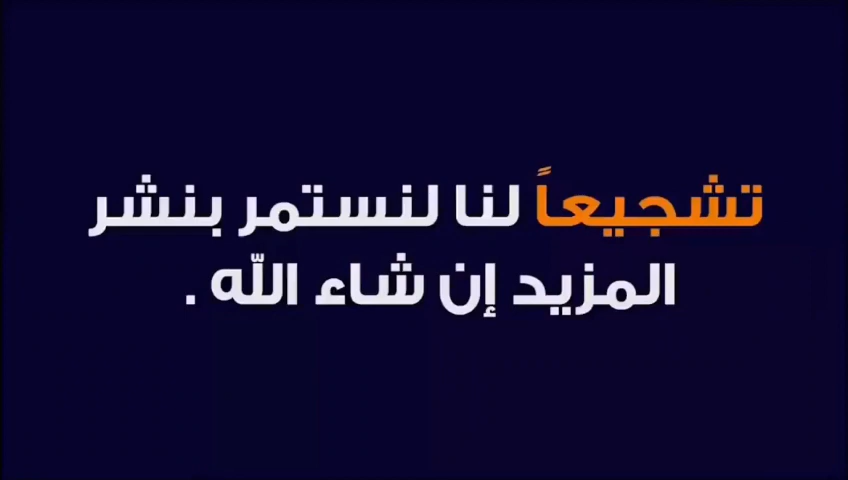 تشجيعاً لنا لنستمر بنشر
المزيد إن شاء الله .